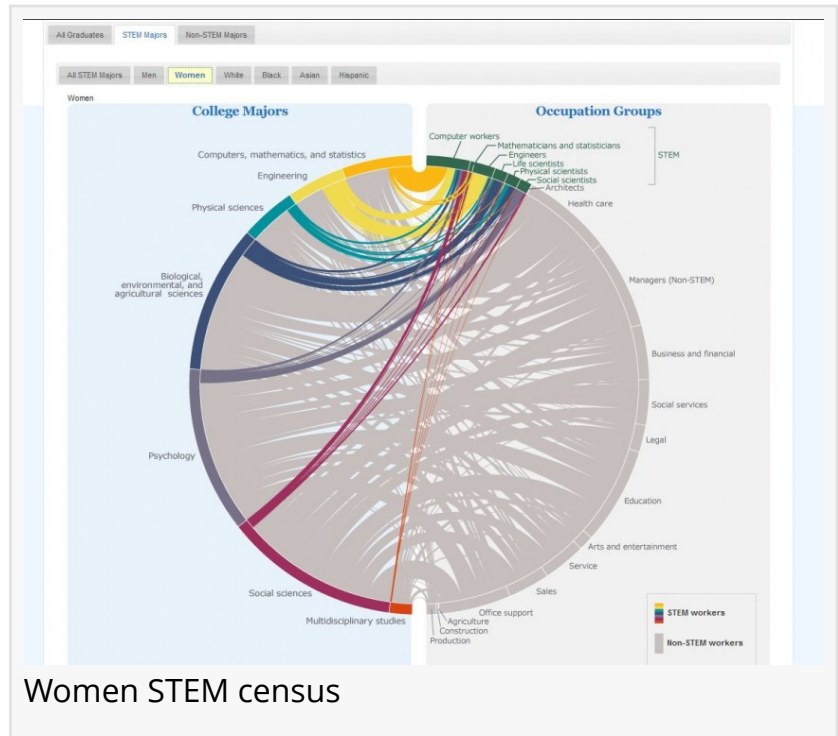 All Graduates STEM Majors Non-STEM Majors
All STEM Majors Men Women White Black Asian Hispanic
Women
College Majors
Occupation Groups
Computers, mathematics, and statistics
Engineering
Physical sciences
Biological,
environmental, and
agricultural sciences
Psychology
Social sciences
Multidisciplinary studies
Computer workers
Mathematicians and statisticians
Engineers
Life scientists
Physical scientists
Social scientists
Architects
STEM
Health care
Managers (Non-STEM)
Business and financial
Social services
Legal
Education
Arts and entertainment
Service
Sales
Office support
Agriculture
Construction
Production
STEM workers
Non-STEM workers
Women STEM census